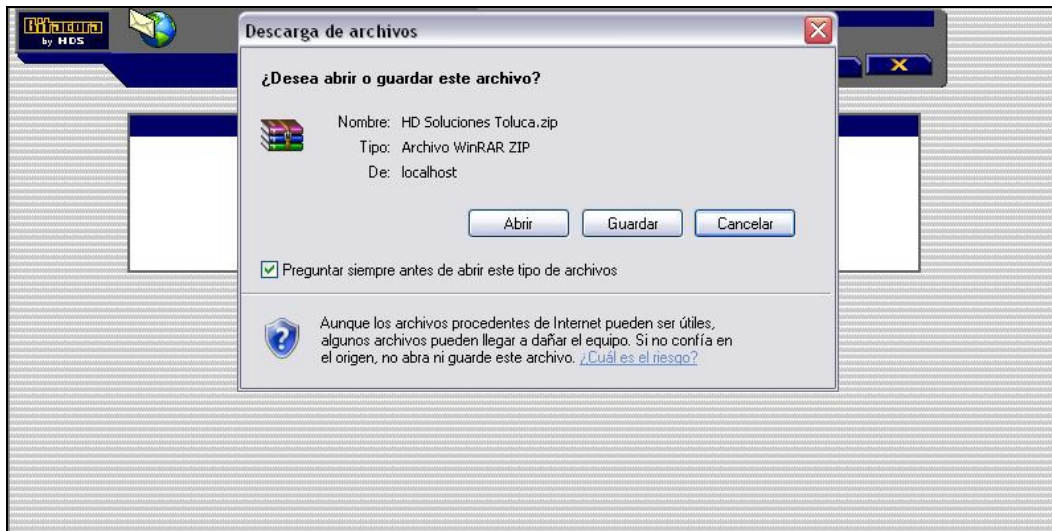 Bitacora
by HDS
Descarga de archivos
¿Desea abrir o guardar este archivo?
Nombre: HD Soluciones Toluca.zip
Tipo: Archivo WinRAR ZIP
De: localhost
Abrir Guardar Cancelar
Preguntar siempre antes de abrir este tipo de archivos
Aunque los archivos procedentes de Internet pueden ser útiles,
algunos archivos pueden llegar a dañar el equipo. Si no confía en
el origen, no abra ni guarde este archivo. ¿Cuál es el riesgo?